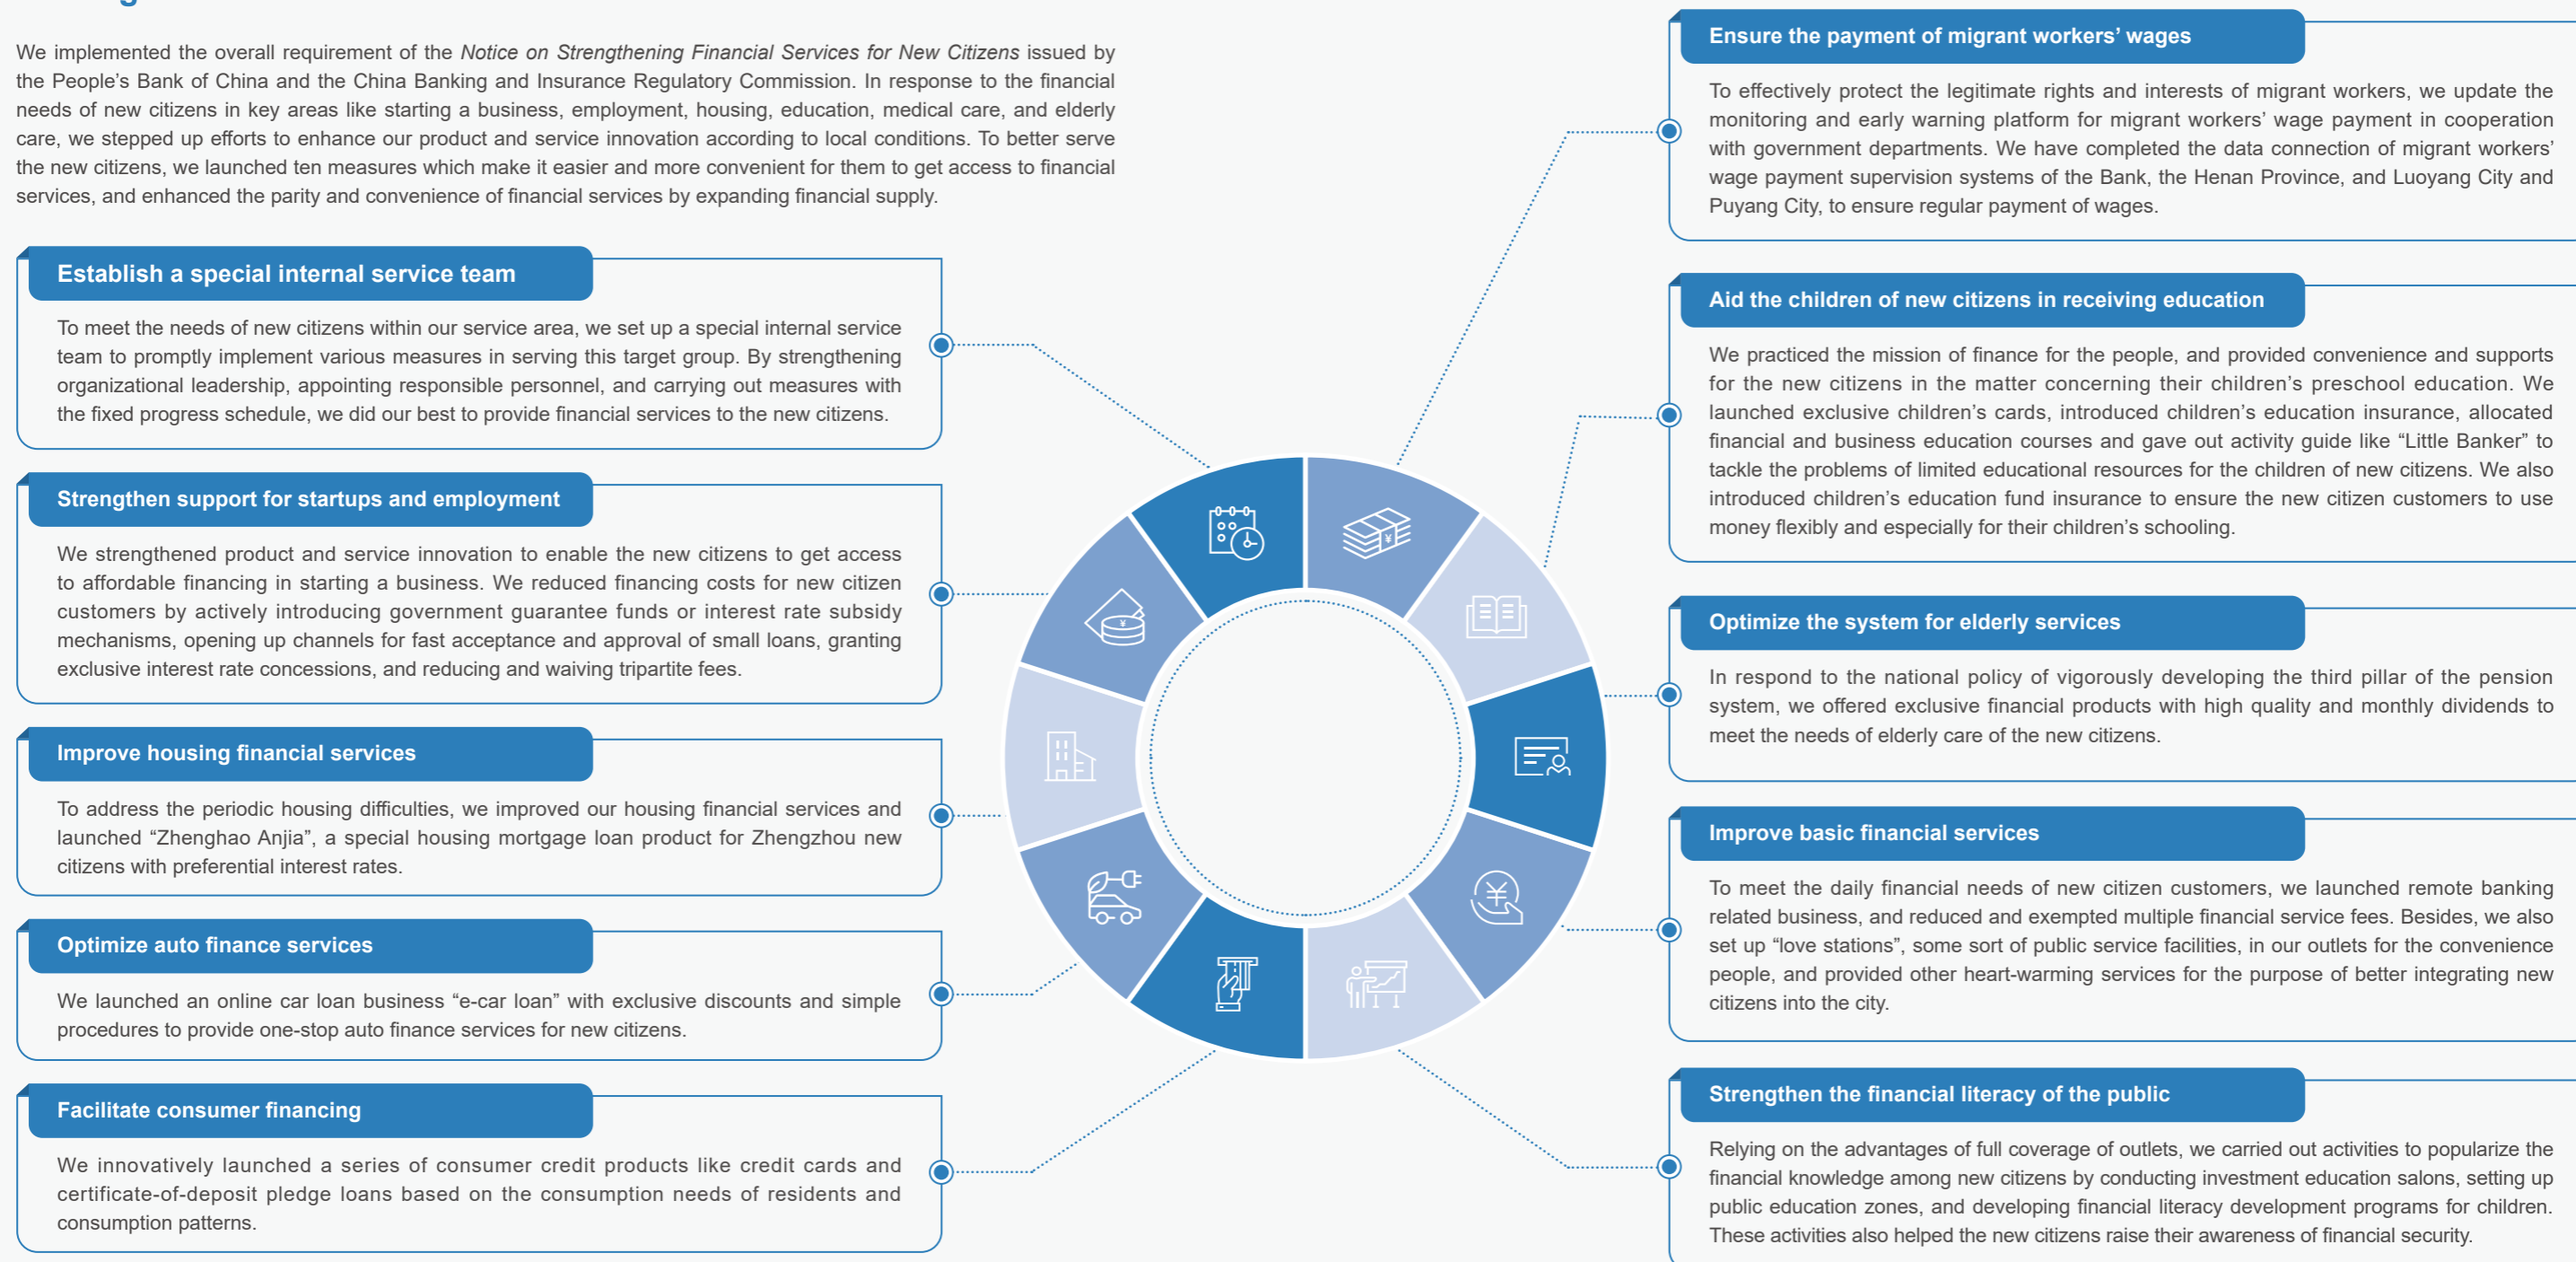 We implemented the overall requirement of the Notice on Strengthening Financial Services for New Citizens issued by
the People's Bank of China and the China Banking and Insurance Regulatory Commission. In response to the financial
needs of new citizens in key areas like starting a business, employment, housing, education, medical care, and elderly
care, we stepped up efforts to enhance our product and service innovation according to local conditions. To better serve
the new citizens, we launched ten measures which make it easier and more convenient for them to get access to financial
services, and enhanced the parity and convenience of financial services by expanding financial supply.
Establish a special internal service team
To meet the needs of new citizens within our service area, we set up a special internal service
team to promptly implement various measures in serving this target group. By strengthening
organizational leadership, appointing responsible personnel, and carrying out measures with
the fixed progress schedule, we did our best to provide financial services to the new citizens.
Strengthen support for startups and employment
We strengthened product and service innovation to enable the new citizens to get access
to affordable financing in starting a business. We reduced financing costs for new citizen
customers by actively introducing government guarantee funds or interest rate subsidy
mechanisms, opening up channels for fast acceptance and approval of small loans, granting
exclusive interest rate concessions, and reducing and waiving tripartite fees.
Improve housing financial services
To address the periodic housing difficulties, we improved our housing financial services and
launched “Zhenghao Anjia”, a special housing mortgage loan product for Zhengzhou new
citizens with preferential interest rates.
Optimize auto finance services
We launched an online car loan business “e-car loan” with exclusive discounts and simple
procedures to provide one-stop auto finance services for new citizens.
Facilitate consumer financing
We innovatively launched a series of consumer credit products like credit cards and
certificate-of-deposit pledge loans based on the consumption needs of residents and
consumption patterns.
Ensure the payment of migrant workers’ wages
To effectively protect the legitimate rights and interests of migrant workers, we update the
monitoring and early warning platform for migrant workers’ wage payment in cooperation
with government departments. We have completed the data connection of migrant workers’
wage payment supervision systems of the Bank, the Henan Province, and Luoyang City and
Puyang City, to ensure regular payment of wages.
Aid the children of new citizens in receiving education
We practiced the mission of finance for the people, and provided convenience and supports
for the new citizens in the matter concerning their children’s preschool education. We
launched exclusive children’s cards, introduced children’s education insurance, allocated
financial and business education courses and gave out activity guide like “Little Banker” to
tackle the problems of limited educational resources for the children of new citizens. We also
introduced children’s education fund insurance to ensure the new citizen customers to use
money flexibly and especially for their children’s schooling.
Optimize the system for elderly services
In respond to the national policy of vigorously developing the third pillar of the pension
system, we offered exclusive financial products with high quality and monthly dividends to
meet the needs of elderly care of the new citizens.
Improve basic financial services
To meet the daily financial needs of new citizen customers, we launched remote banking
related business, and reduced and exempted multiple financial service fees. Besides, we also
set up “love stations”, some sort of public service facilities, in our outlets for the convenience
people, and provided other heart-warming services for the purpose of better integrating new
citizens into the city.
Strengthen the financial literacy of the public
Relying on the advantages of full coverage of outlets, we carried out activities to popularize the
financial knowledge among new citizens by conducting investment education salons, setting up
public education zones, and developing financial literacy development programs for children.
These activities also helped the new citizens raise their awareness of financial security.